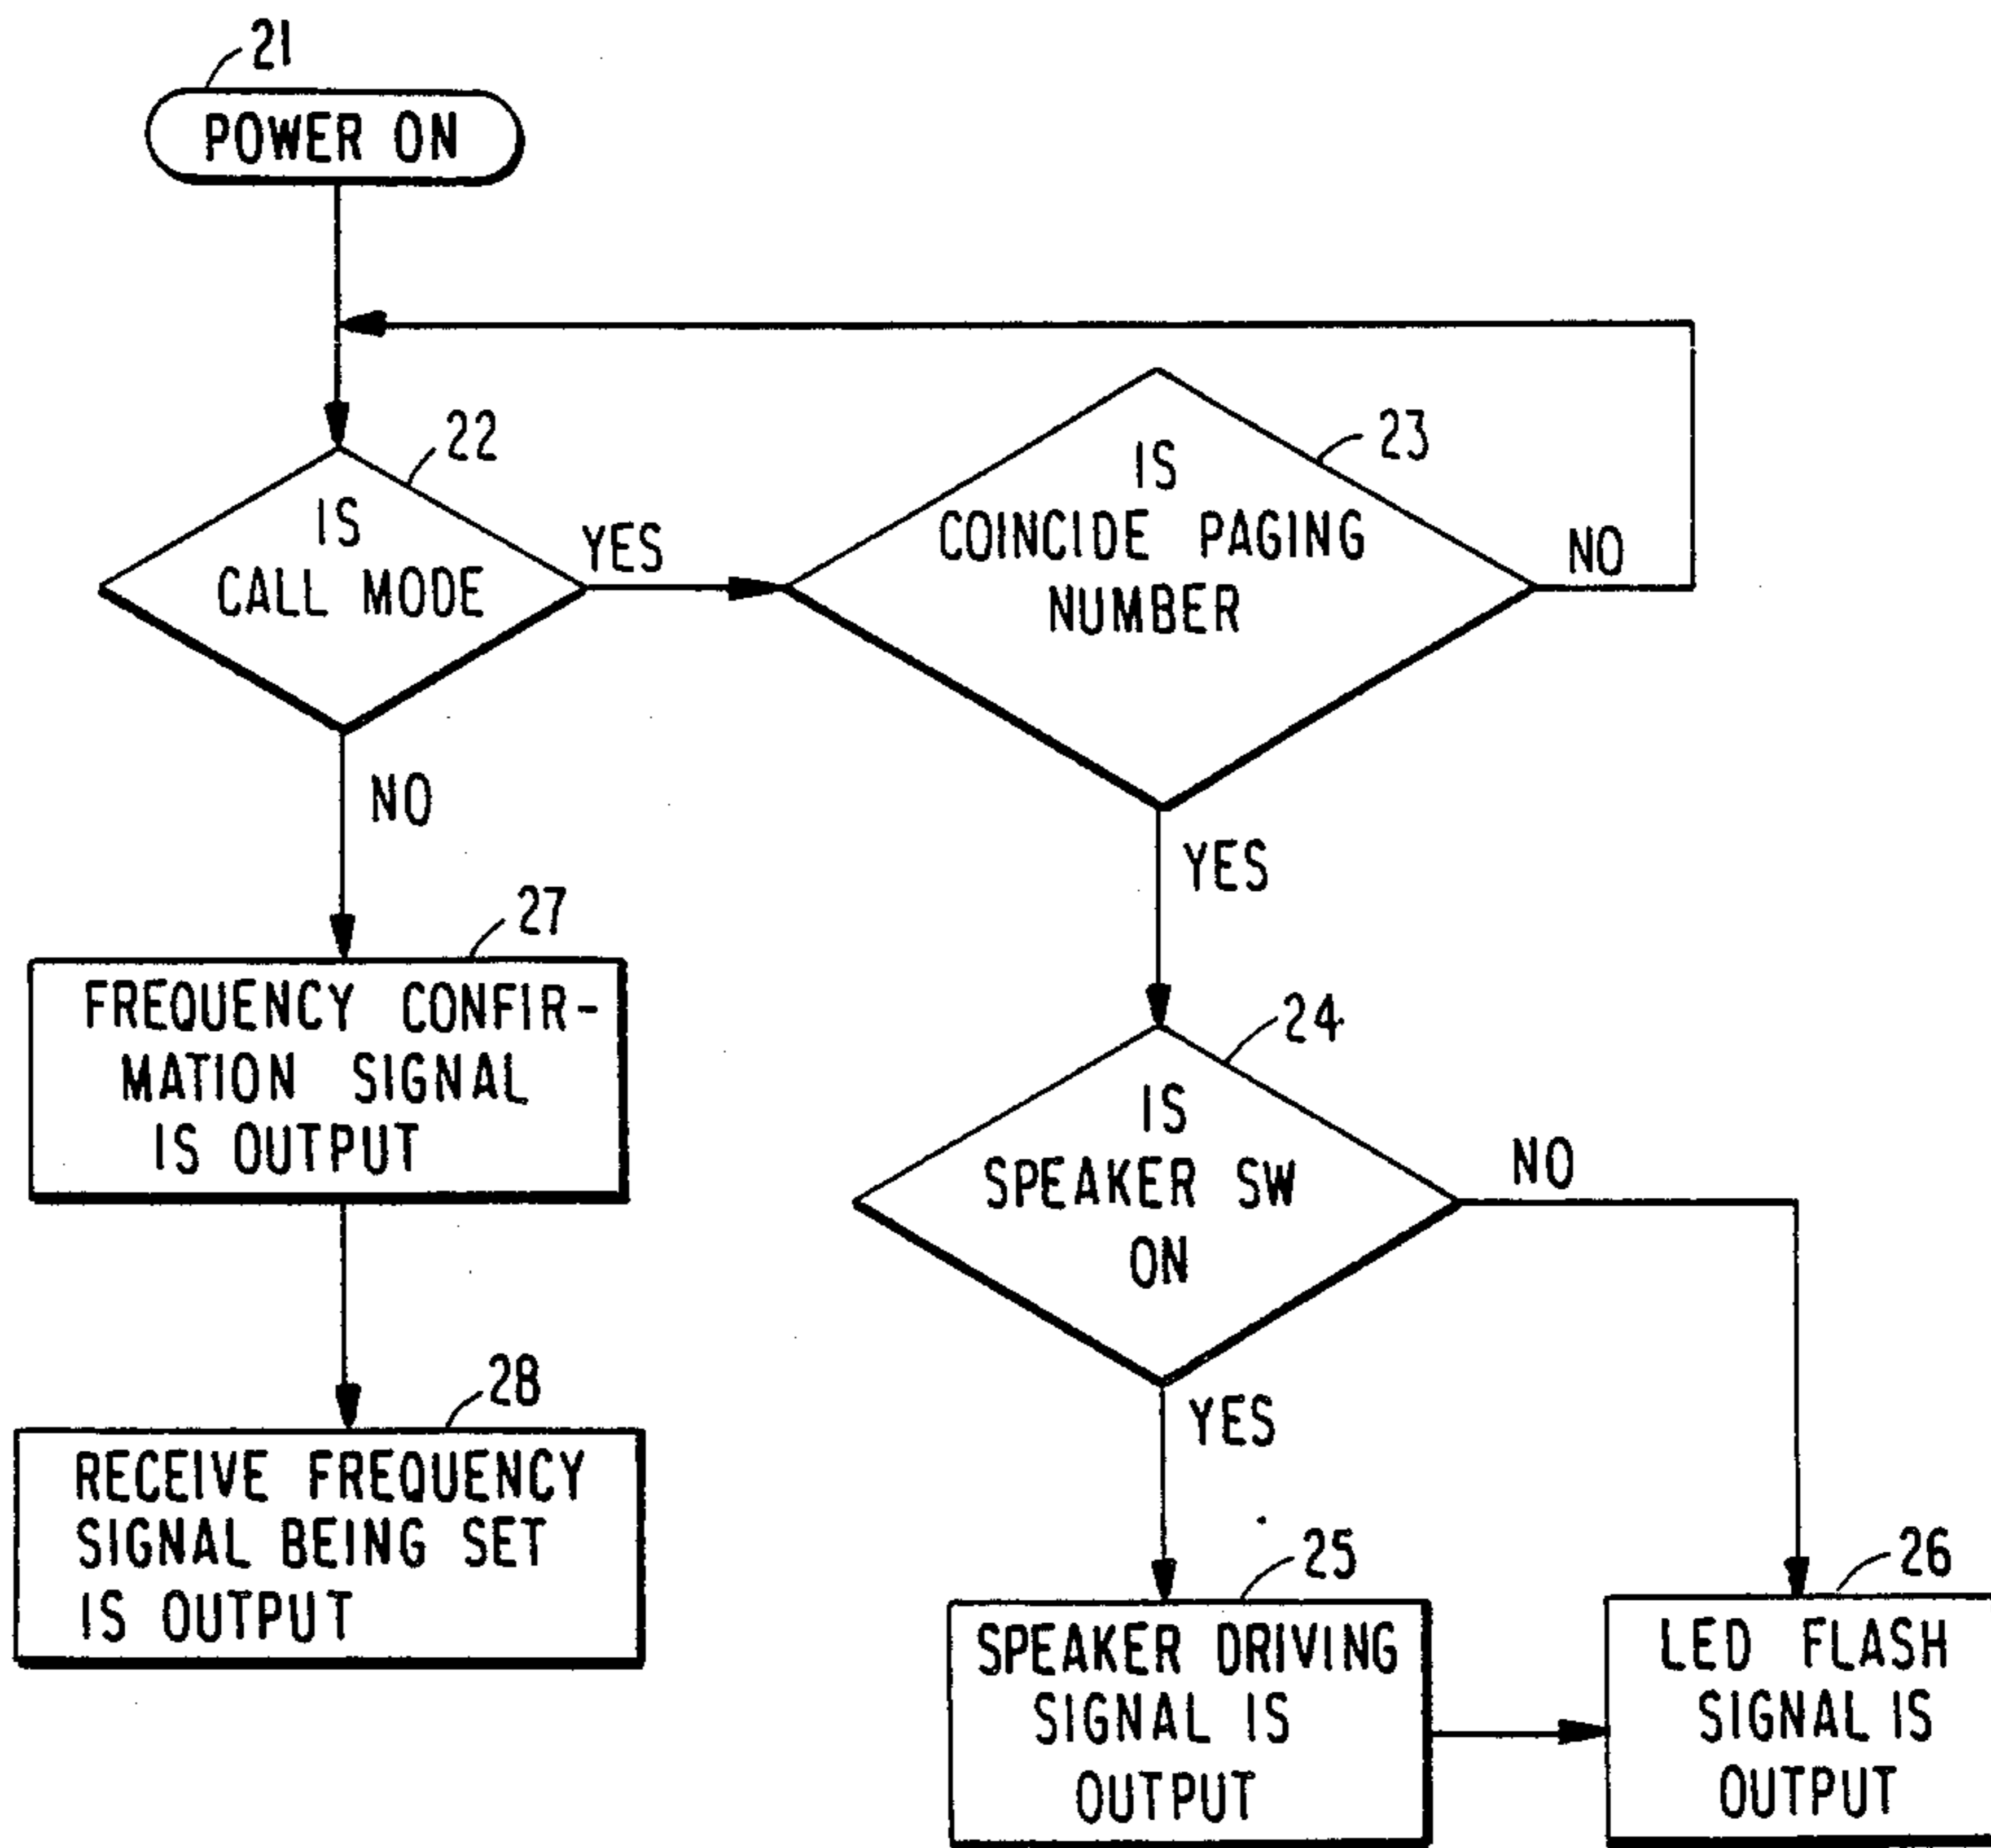 21
POWER ON
22
IS
CALL MODE
YES
NO
23
IS
COINCIDE PAGING
NUMBER
NO
YES
27
FREQUENCY CONFIR-
MATION SIGNAL
IS OUTPUT
24
IS
SPEAKER SW
ON
NO
YES
28
RECEIVE FREQUENCY
SIGNAL BEING SET
IS OUTPUT
25
SPEAKER DRIVING
SIGNAL IS
OUTPUT
26
LED FLASH
SIGNAL IS
OUTPUT